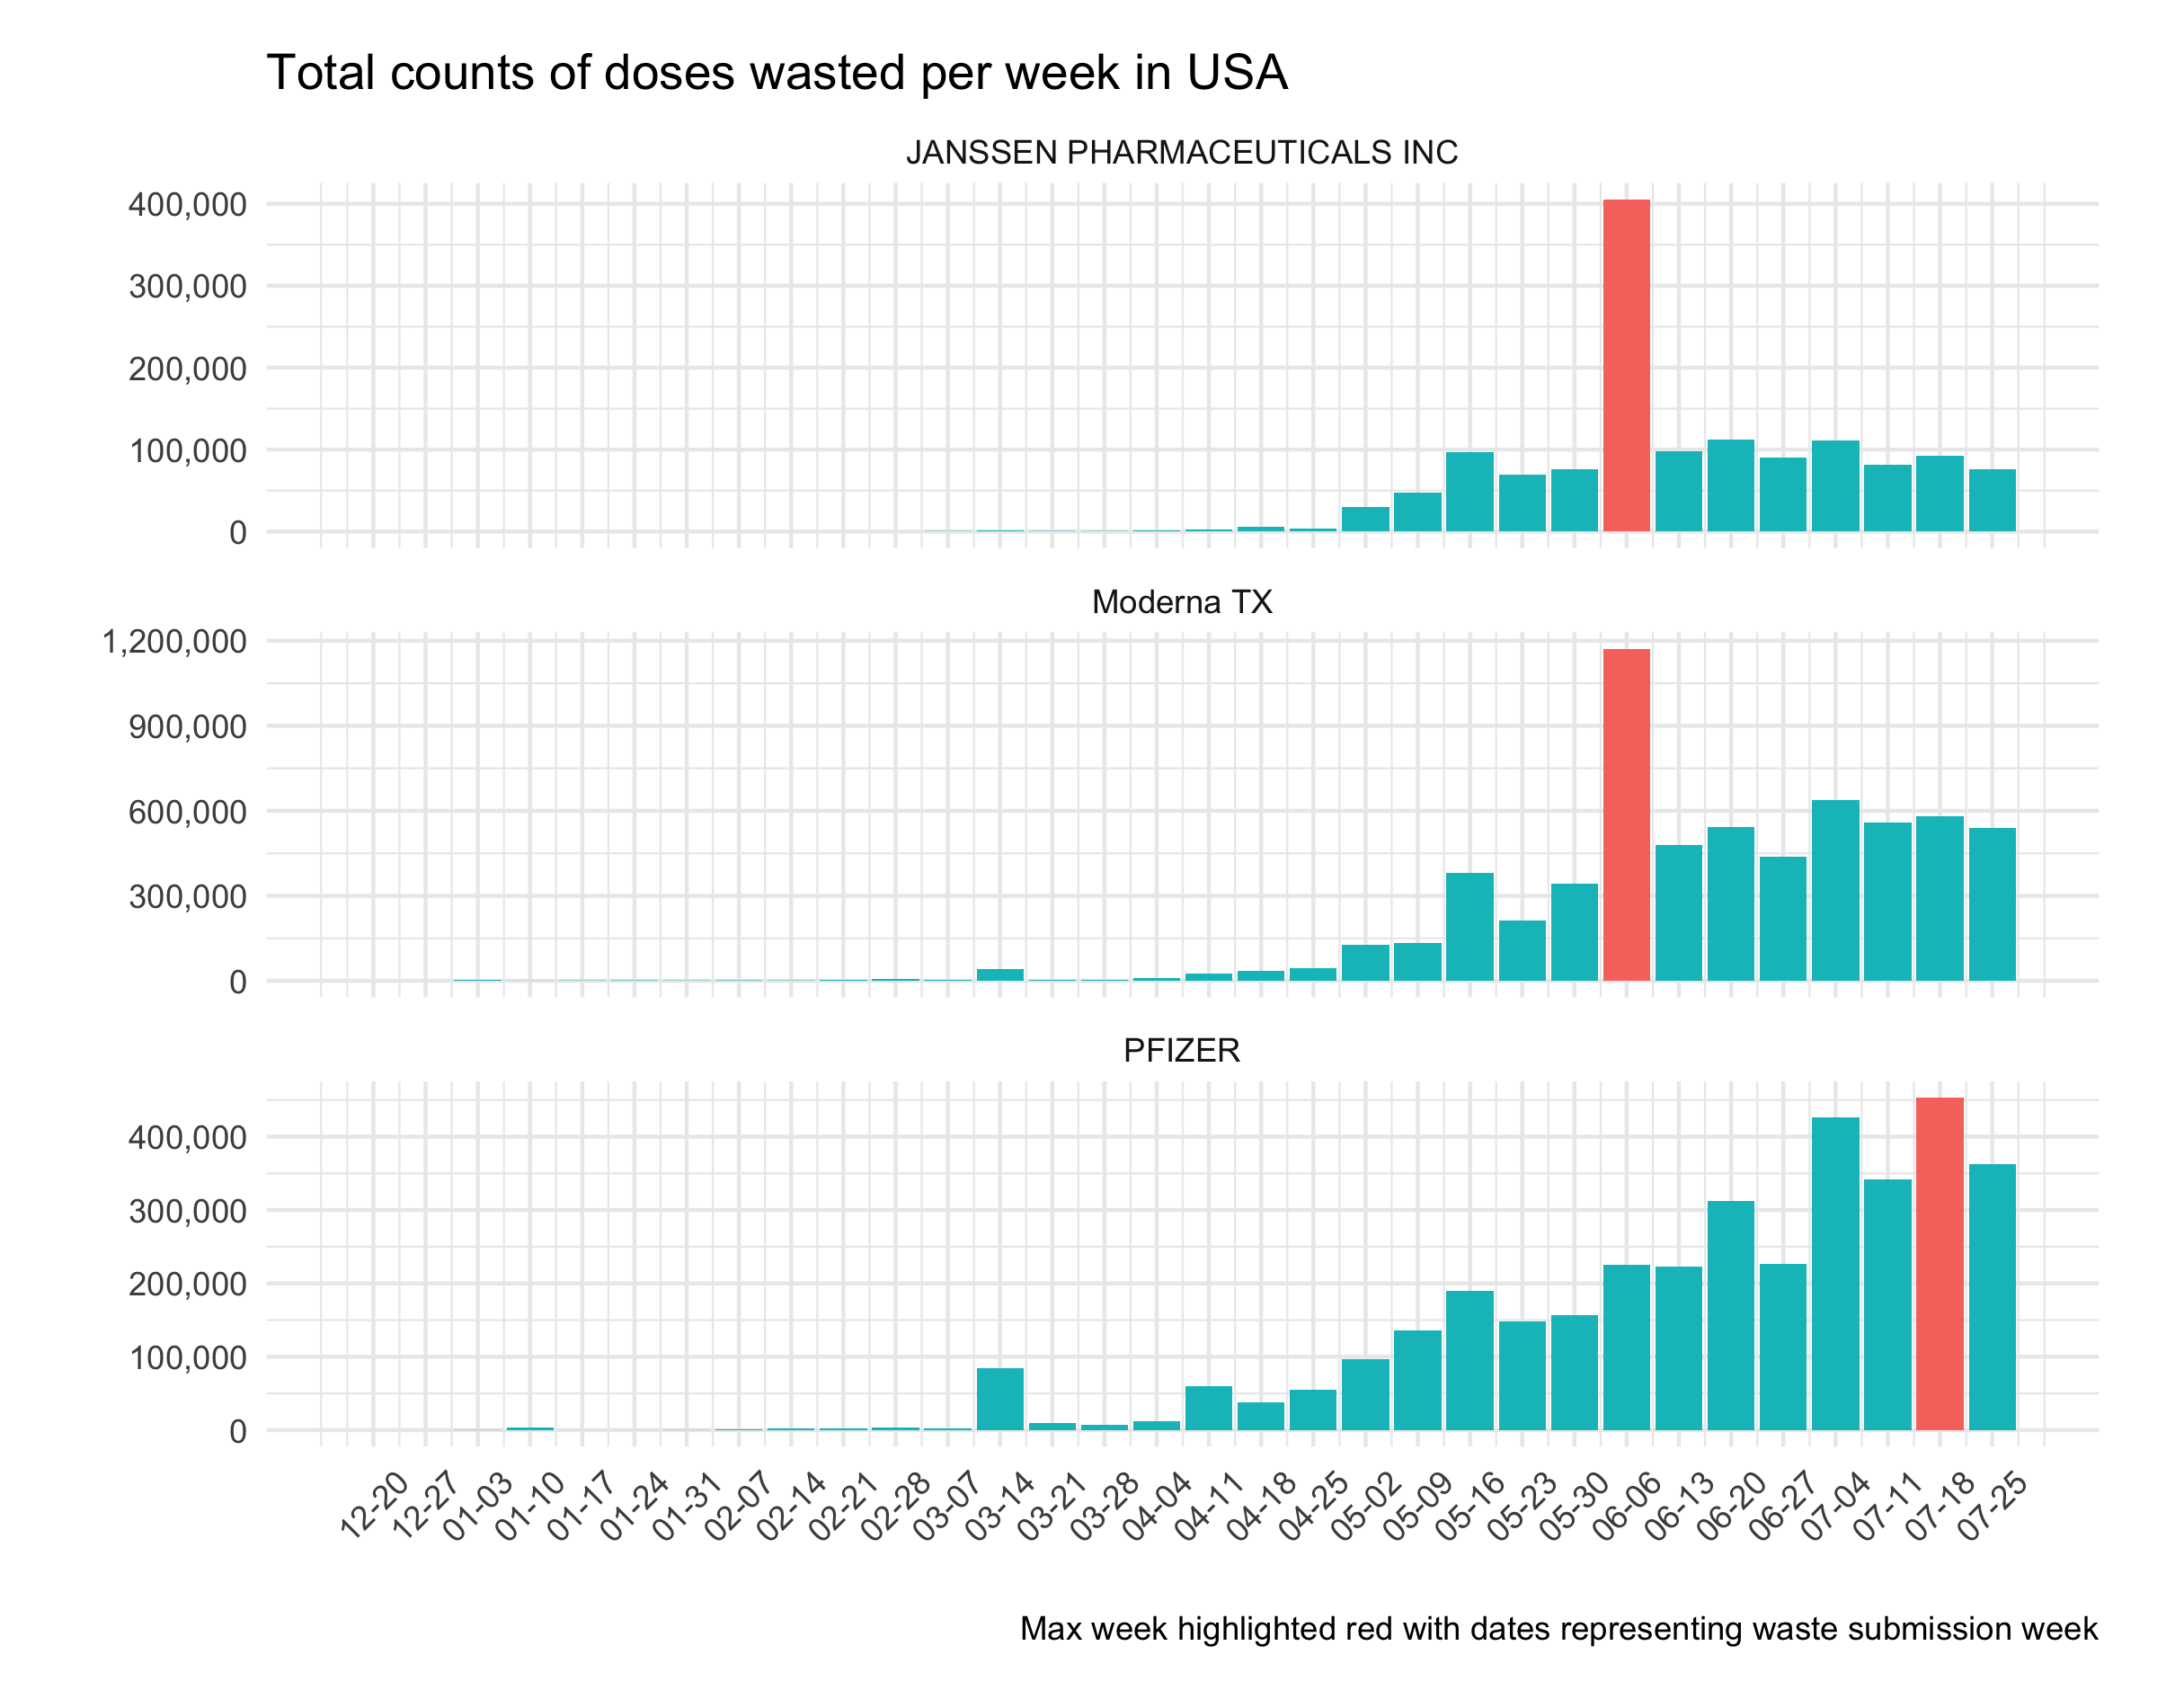 Total counts of doses wasted per week in USA
JANSSEN PHARMACEUTICALS INC
400,000
300,000
200,000
100,000
0
Moderna TX
1,200,000
900,000
600,000
300,000
0
PFIZER
400,000
300,000
200,000
100,000
0
12-20 12-27 01-03 01-10 01-17 01-24 01-31 02-07 02-14 02-21 02-28 03-07 03-14 03-21 03-28 04-04 04-11 04-18 04-25 05-02 05-09 05-16 05-23 05-30 06-06 06-13 06-20 06-27 07-04 07-11 07-18 07-25
Max week highlighted red with dates representing waste submission week